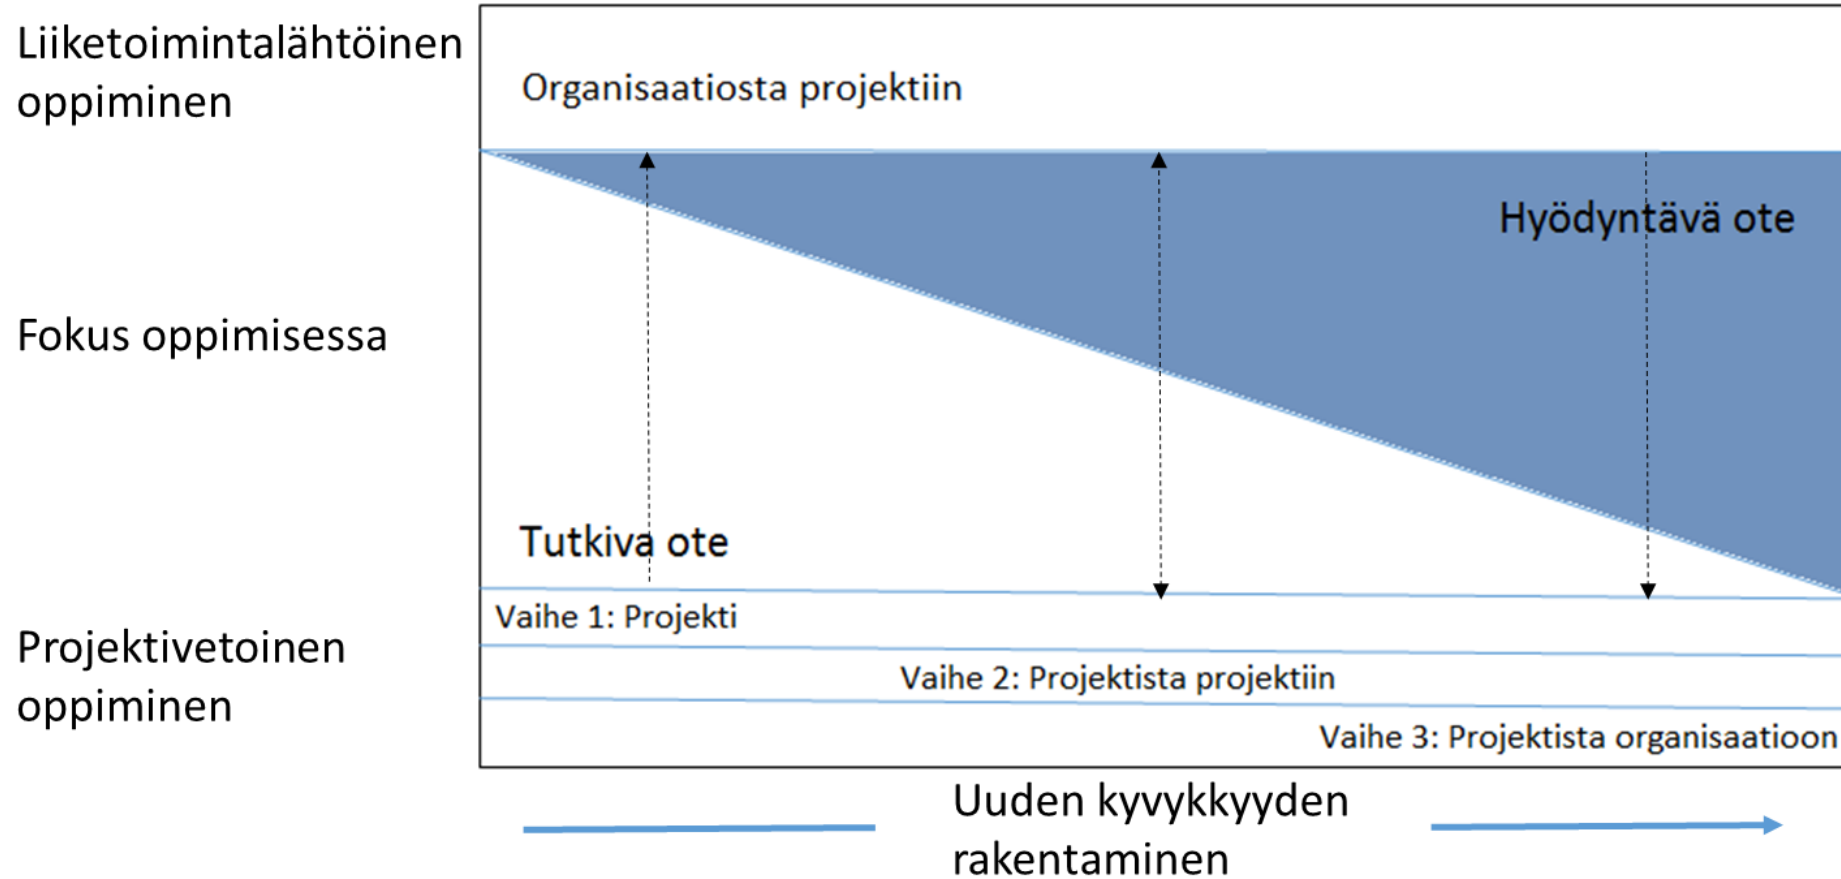 Liiketoimintalähtöinen
oppiminen
Organisaatiosta projektiin
Hyödyntävä ote
Fokus oppimisessa
Tutkiva ote
Projektivetoinen
oppiminen
Vaihe 1: Projekti
Vaihe 2: Projektista projektiin
Vaihe 3: Projektista organisaatioon
Uuden kyvykkyyden
rakentaminen